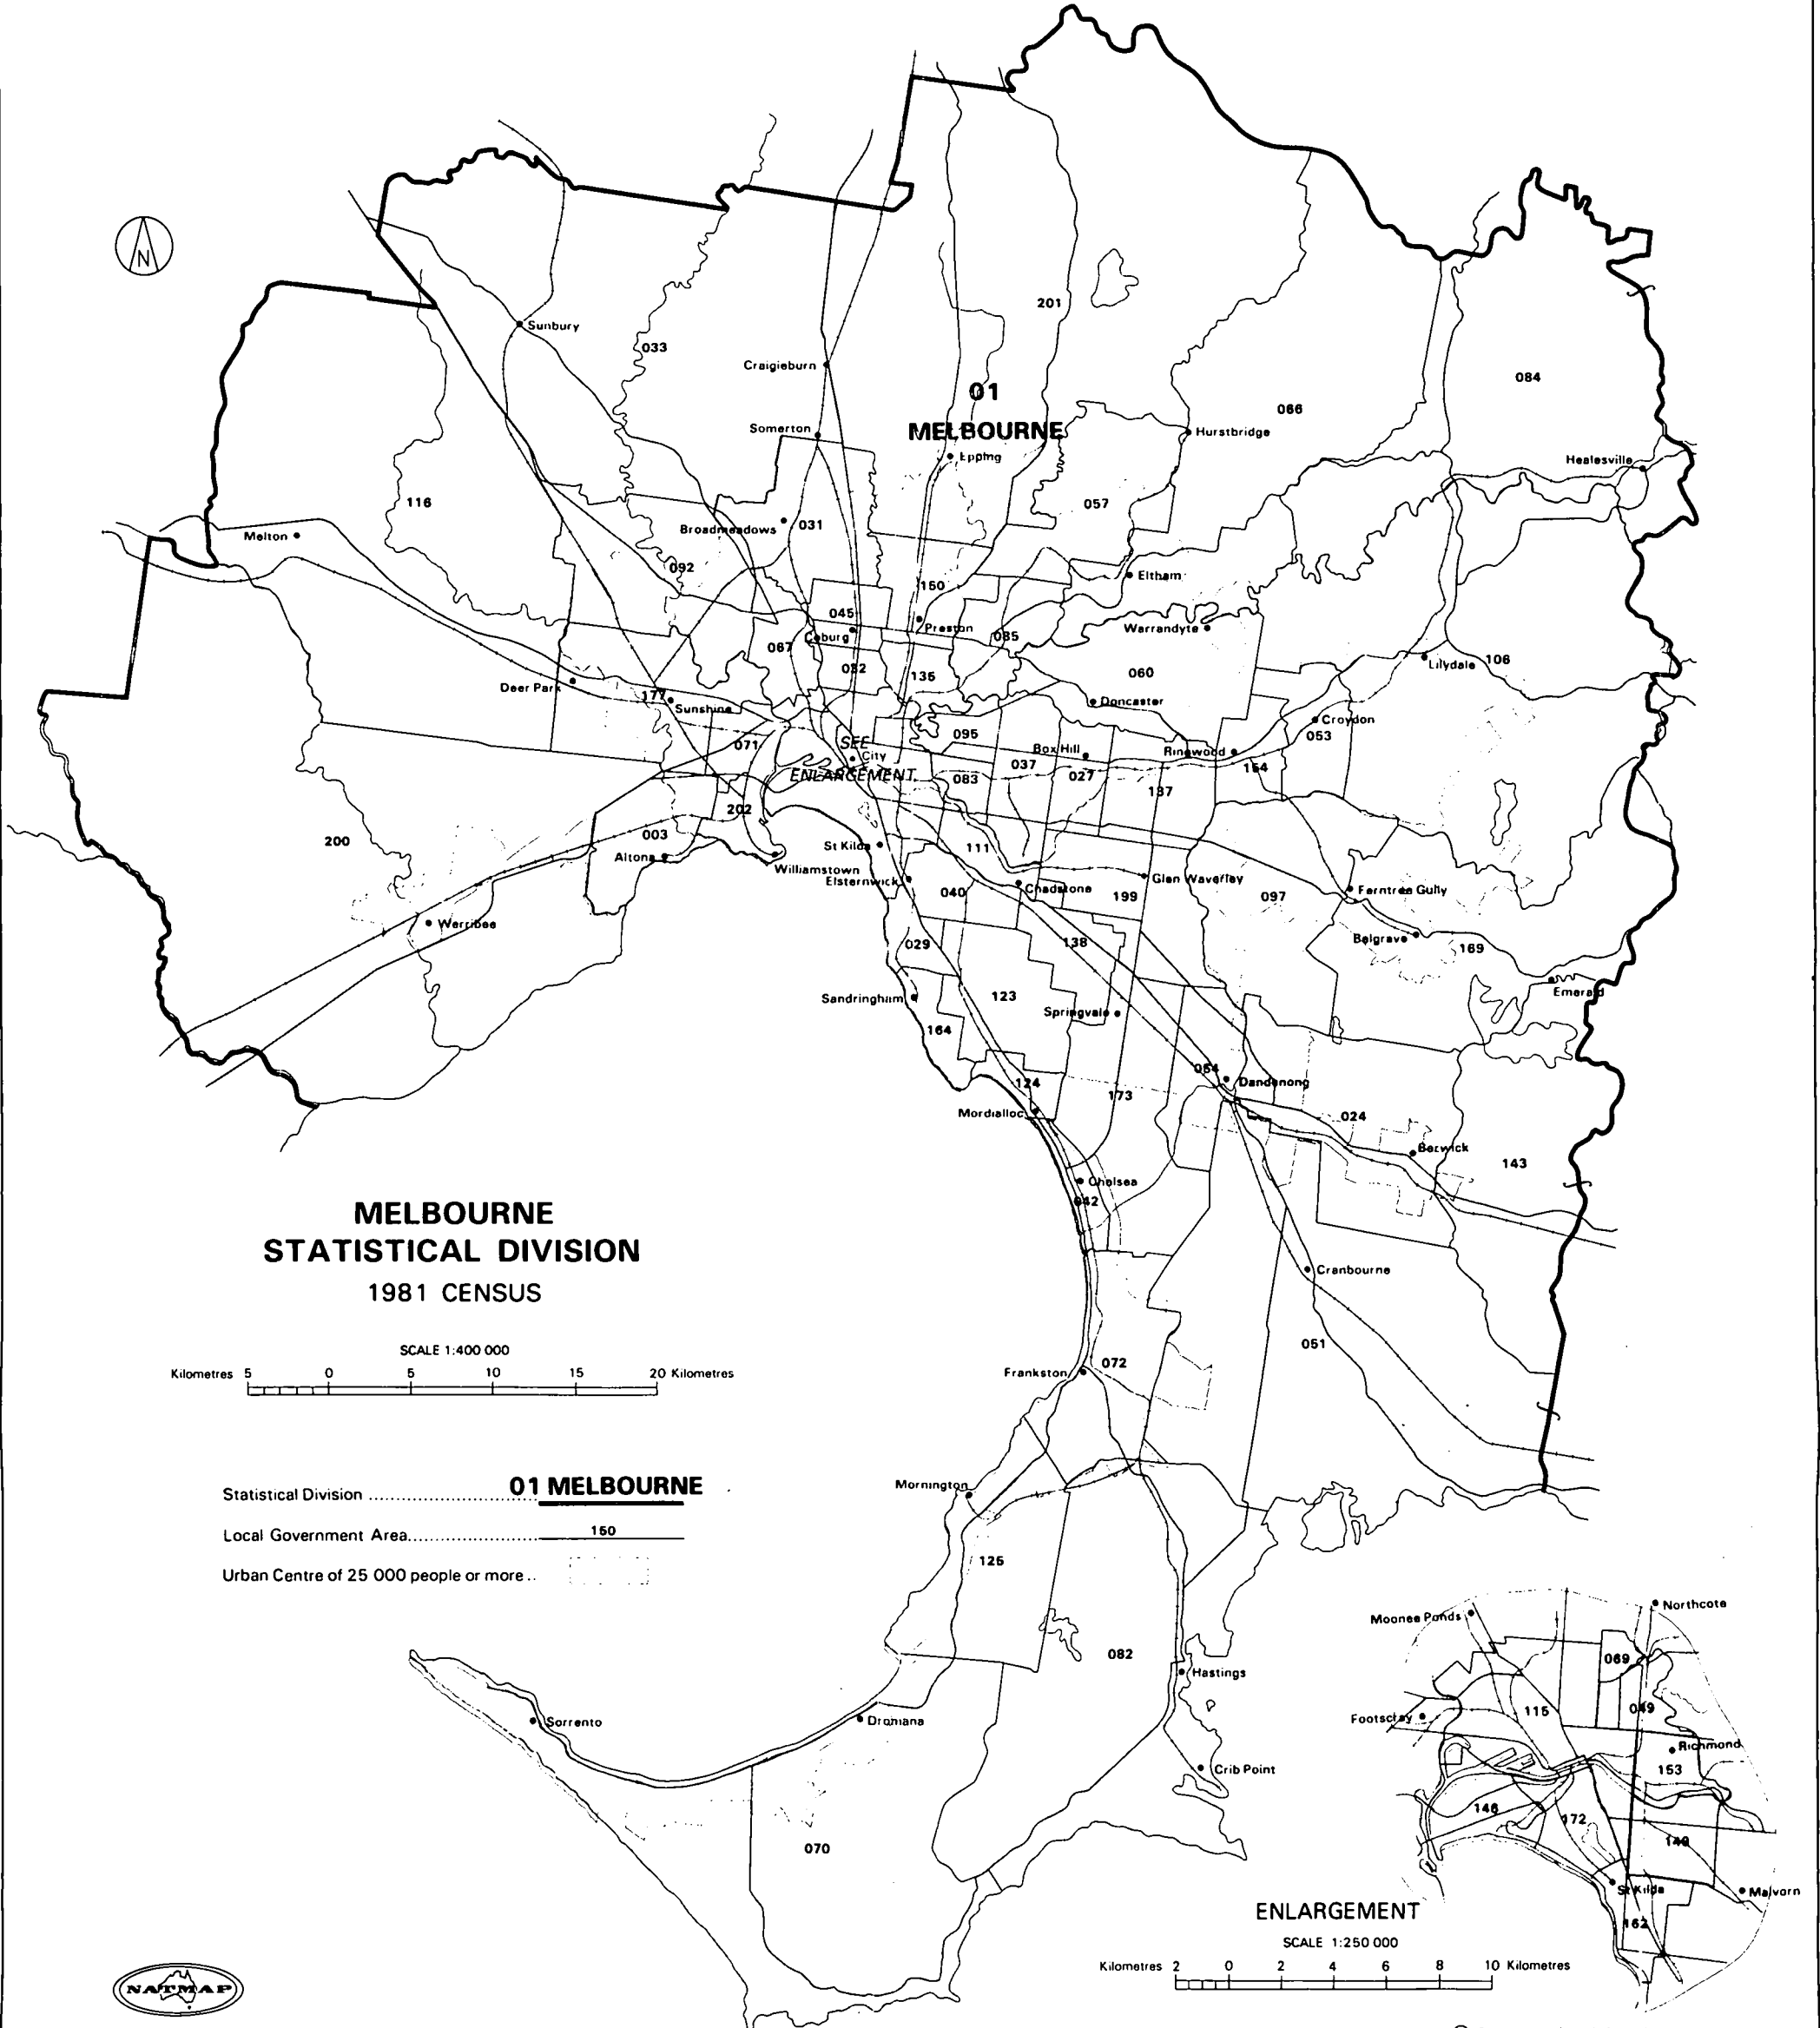 N
201
Sunbury
033
Craigieburn
084
01
066
MELBOURNE
Somerton
Hurstbridge
Epping
Healesville
116
057
Broadmeadows
031
Melton
092
Eltham
150
045
Preston
Warrandyte
Coburg
085
067
Lilydale
106
032
135
060
Deer Park
177
Sunshine
Doncaster
Croydon
053
095
071
SEE
City
Box Hill
Ringwood
ENLARGEMENT
083
037
027
154
137
202
200
003
St Kilda
111
Altona
Williamstown
Elsternwick
040
Chadstone
Glen Waverley
Ferntree Gully
199
097
Werribee
029
138
Belgrave
169
Sandringham
123
Emerald
Springvale
164
124
054
Dandenong
173
Mordialloc
024
Berwick
143
Chelsea
042
MELBOURNE
STATISTICAL DIVISION
1981 CENSUS
Cranbourne
051
SCALE 1:400 000
Kilometres 5 0 5 10 15 20 Kilometres
072
Frankston
Statistical Division .......................... 01 MELBOURNE
Mornington
Local Government Area.................... 150
Urban Centre of 25 000 people or more ..
125
082
Hastings
Sorrento
Dromana
Crib Point
070
Moonee Ponds
Northcote
069
115
049
Footscray
Richmond
153
146
172
149
St Kilda
Malvern
162
ENLARGEMENT
SCALE 1:250 000
Kilometres 2 0 2 4 6 8 10 Kilometres
NATMAP